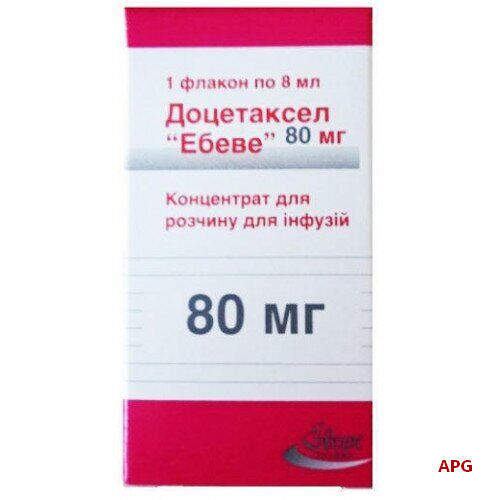 1 флакон по 8 мл
Доцетаксел
"Ебеве" 80 мг
Концентрат для
розчину для інфузій
80 мг
APG